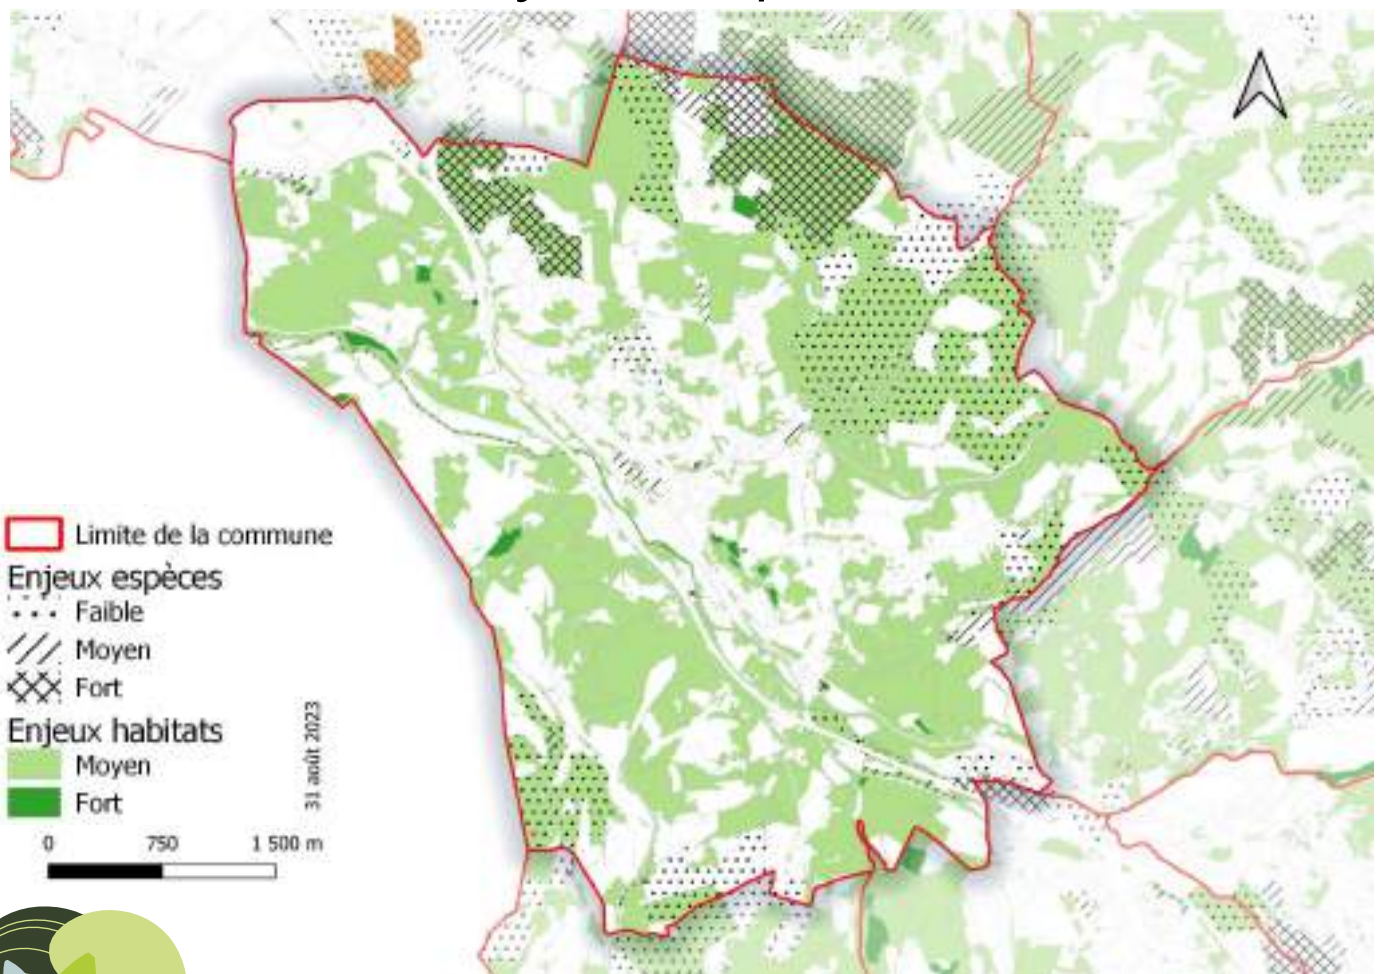 Limite de la commune
Enjeux espèces
Faible
Moyen
Fort
Enjeux habitats
Moyen
Fort
31 août 2023
0 750 1 500 m